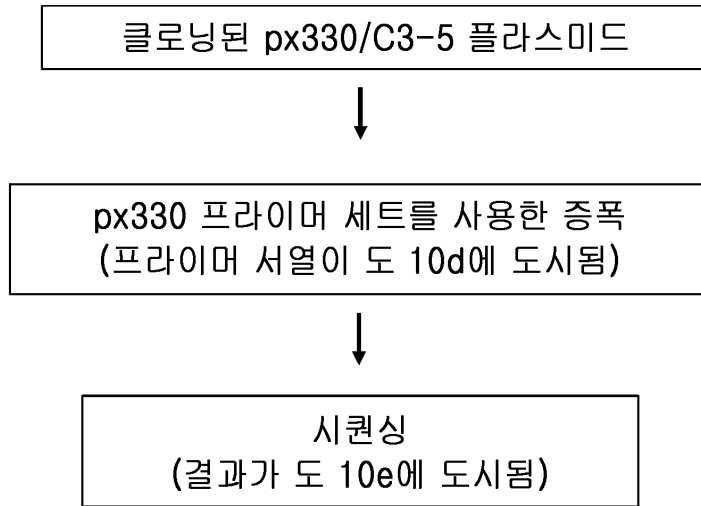 클로닝된 px330/C3-5 플라스미드
px330 프라이머 세트를 사용한 증폭
(프라이머 서열이 도 10d에 도시됨)
시퀀싱
(결과가 도 10e에 도시됨)